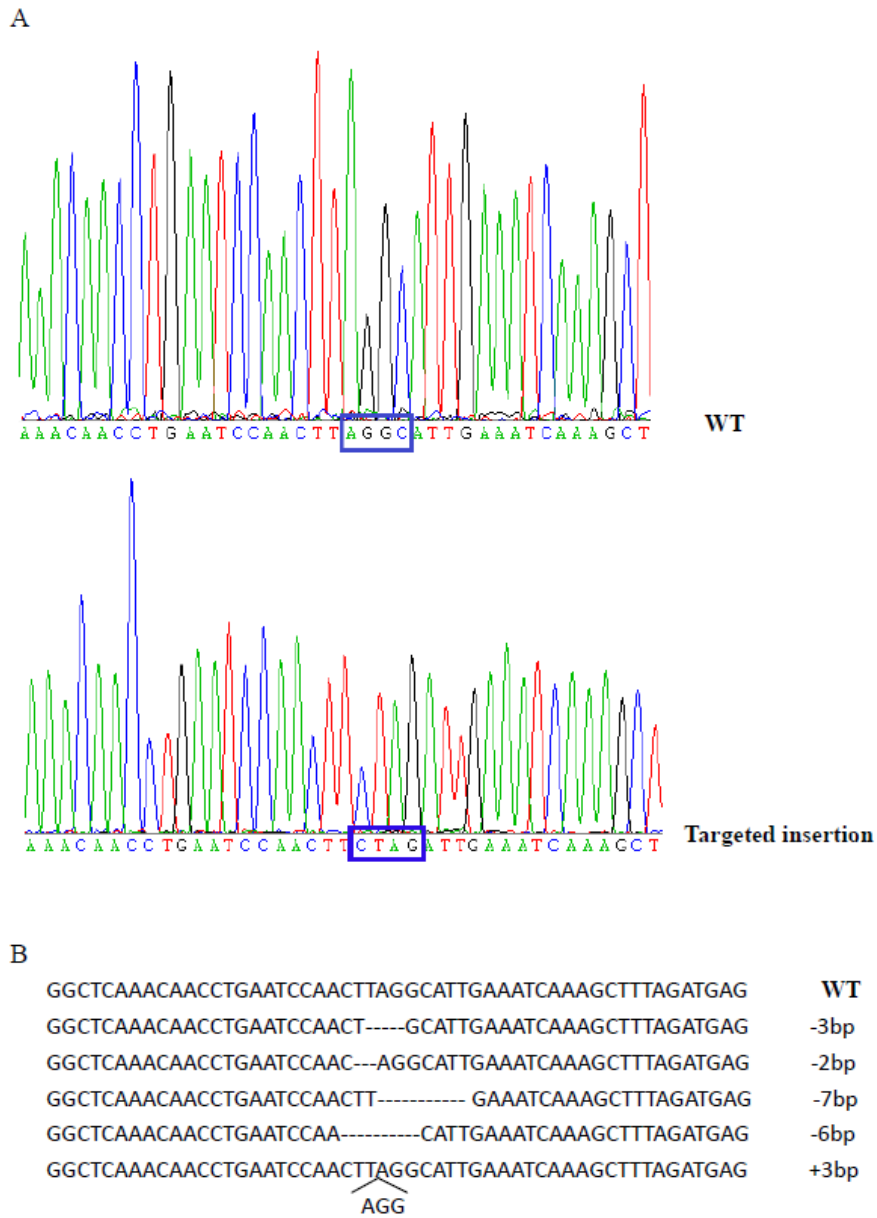 A
AAACAACCTGAATCCAACTTAGGCATTGAAATCAAAGCT
WT
AAACAACCTGAATCCAACTTCTAGATTGAAATCAAAGCT
Targeted insertion
B
GGCTCAAACAACCTGAATCCAACTTAGGCATTGAAATCAAAGCTTTAGATGAG WT
GGCTCAAACAACCTGAATCCAACT-----GCATTGAAATCAAAGCTTTAGATGAG -3bp
GGCTCAAACAACCTGAATCCAAC---AGGCATTGAAATCAAAGCTTTAGATGAG -2bp
GGCTCAAACAACCTGAATCCAACTT----------- GAAATCAAAGCTTTAGATGAG -7bp
GGCTCAAACAACCTGAATCCAA----------CATTGAAATCAAAGCTTTAGATGAG -6bp
GGCTCAAACAACCTGAATCCAACTTAGGCATTGAAATCAAAGCTTTAGATGAG +3bp
AGG